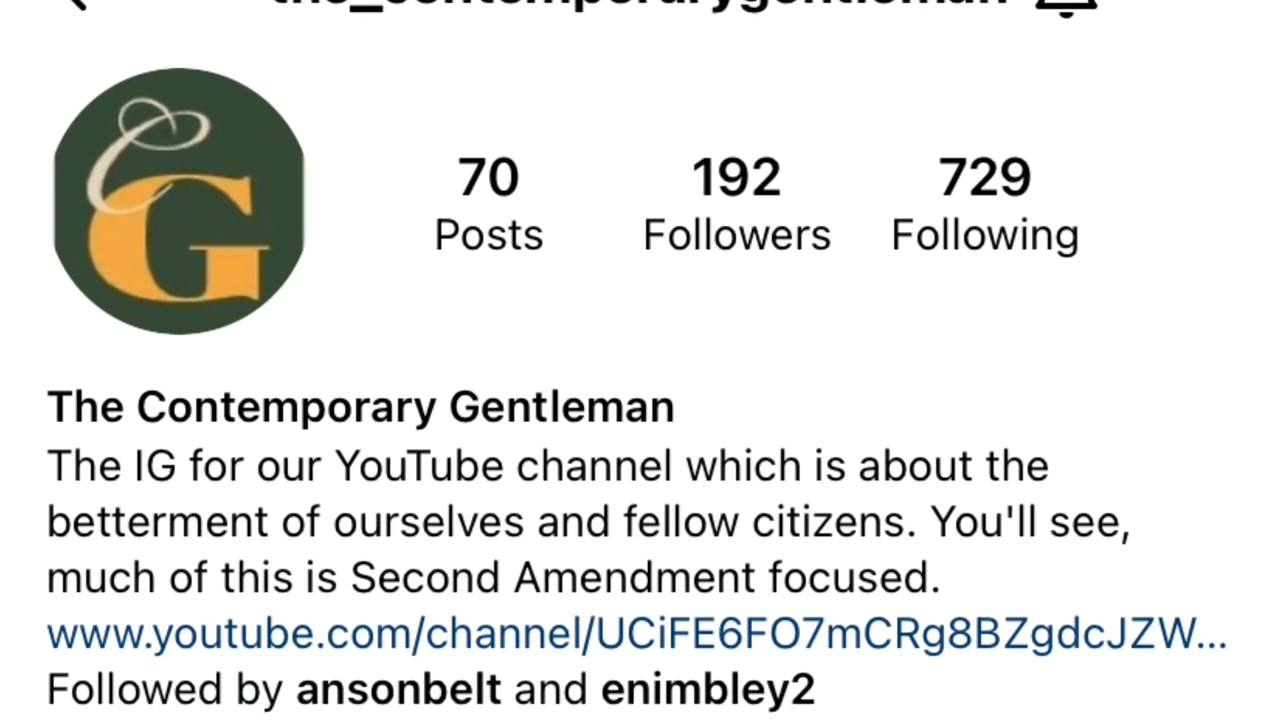 the_contemporarygentleman
CG
70 192 729
Posts Followers Following
The Contemporary Gentleman
The IG for our YouTube channel which is about the
betterment of ourselves and fellow citizens. You'll see,
much of this is Second Amendment focused.
www.youtube.com/channel/UCiFE6FO7mCRg8BZgdcJZW...
Followed by ansonbelt and enimbley2